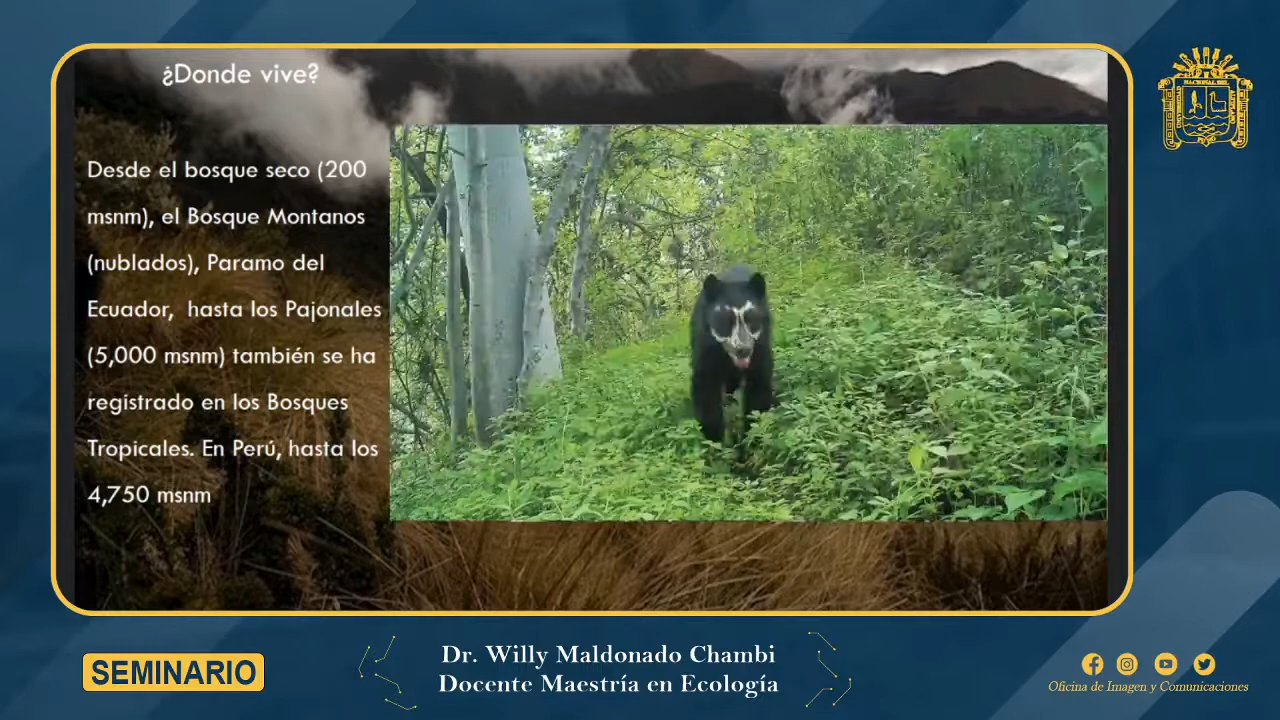 ¿Donde vive?
Desde el bosque seco (200
msnm), el Bosque Montanos
(nublados), Paramo del
Ecuador, hasta los Pajonales
(5,000 msnm) también se ha
registrado en los Bosques
Tropicales. En Perú, hasta los
4,750 msnm
SEMINARIO
Dr. Willy Maldonado Chambi
Docente Maestría en Ecología
Oficina de Imagen y Comunicaciones